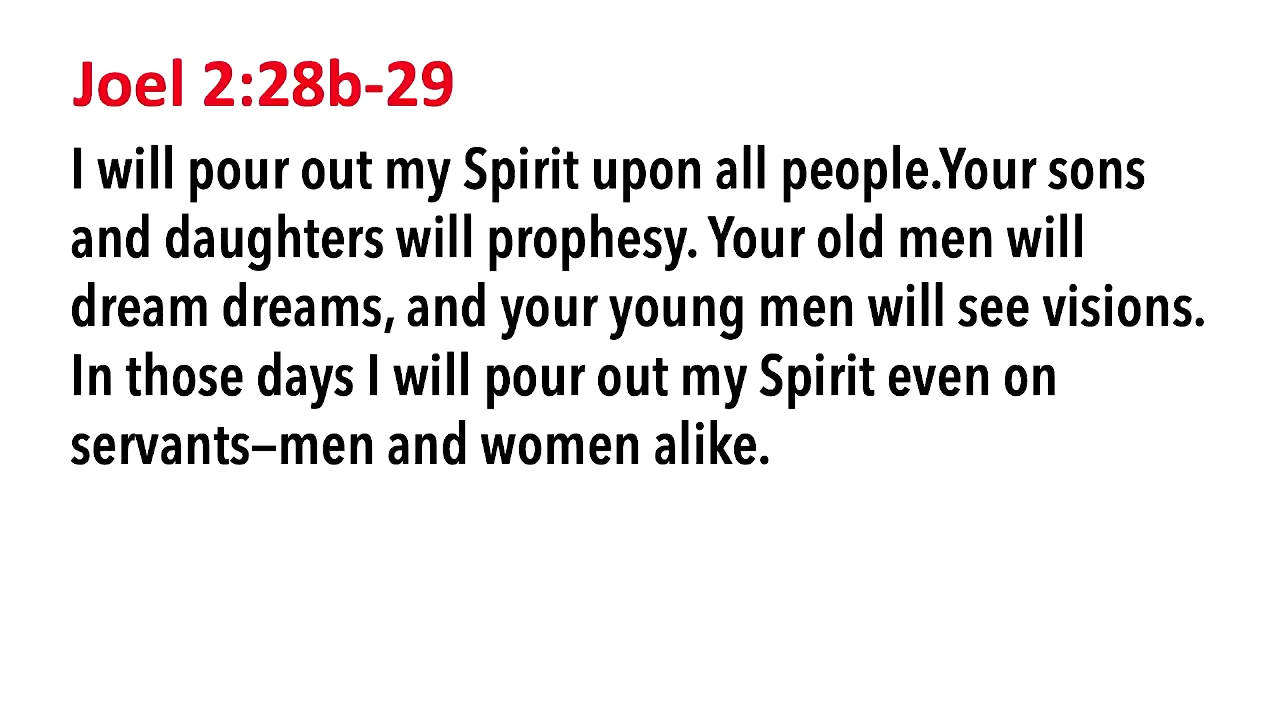 Joel 2:28b-29
I will pour out my Spirit upon all people.Your sons
and daughters will prophesy. Your old men will
dream dreams, and your young men will see visions.
In those days I will pour out my Spirit even on
servants—men and women alike.